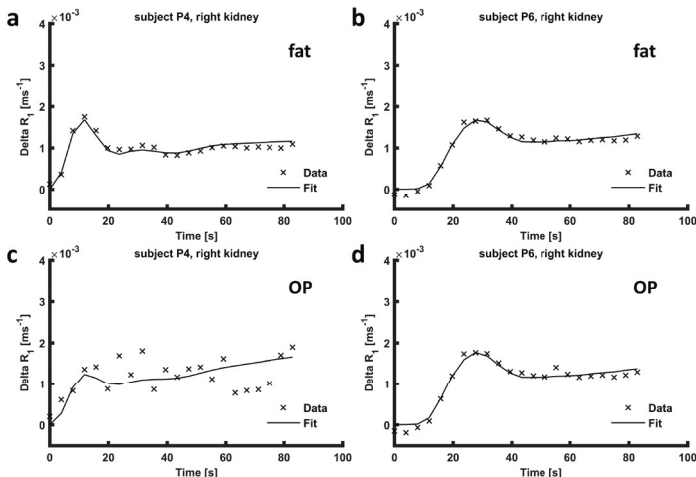 a
×10⁻³
subject P4, right kidney
fat
4
3
2
1
0
Delta R₁ [ms⁻¹]
× Data
Fit
0 20 40 60 80 100
Time [s]
b
×10⁻³
subject P6, right kidney
fat
4
3
2
1
0
Delta R₁ [ms⁻¹]
× Data
Fit
0 20 40 60 80 100
Time [s]
c
×10⁻³
subject P4, right kidney
OP
4
3
2
1
0
Delta R₁ [ms⁻¹]
× Data
Fit
0 20 40 60 80 100
Time [s]
d
×10⁻³
subject P6, right kidney
OP
4
3
2
1
0
Delta R₁ [ms⁻¹]
× Data
Fit
0 20 40 60 80 100
Time [s]